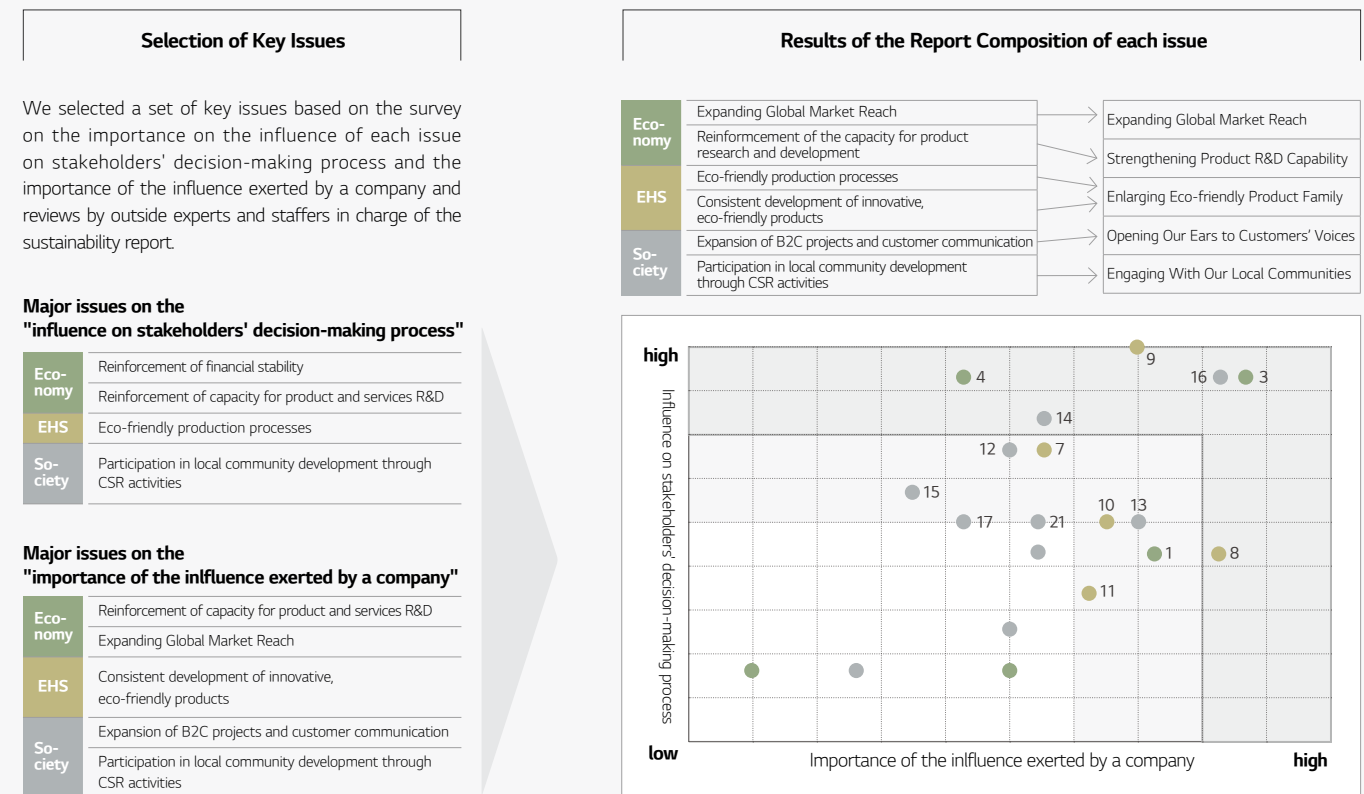 Selection of Key Issues
We selected a set of key issues based on the survey
on the importance on the influence of each issue
on stakeholders' decision-making process and the
importance of the influence exerted by a company and
reviews by outside experts and staffers in charge of the
sustainability report.
Major issues on the
"influence on stakeholders' decision-making process"
Eco-
nomy
Reinforcement of financial stability
Reinforcement of capacity for product and services R&D
EHS
Eco-friendly production processes
So-
ciety
Participation in local community development through
CSR activities
Major issues on the
"importance of the inlfluence exerted by a company"
Eco-
nomy
Reinforcement of capacity for product and services R&D
Expanding Global Market Reach
EHS
Consistent development of innovative,
eco-friendly products
So-
ciety
Expansion of B2C projects and customer communication
Participation in local community development through
CSR activities
Results of the Report Composition of each issue
Eco-
nomy
Expanding Global Market Reach
Reinformcement of the capacity for product
research and development
EHS
Eco-friendly production processes
Consistent development of innovative,
eco-friendly products
So-
ciety
Expansion of B2C projects and customer communication
Participation in local community development
through CSR activities
Expanding Global Market Reach
Strengthening Product R&D Capability
Enlarging Eco-friendly Product Family
Opening Our Ears to Customers' Voices
Engaging With Our Local Communities
high
Influence on stakeholders' decision-making process
9
4
16
3
14
12
7
15
10
13
17
21
1
8
11
low
Importance of the inlfluence exerted by a company
high